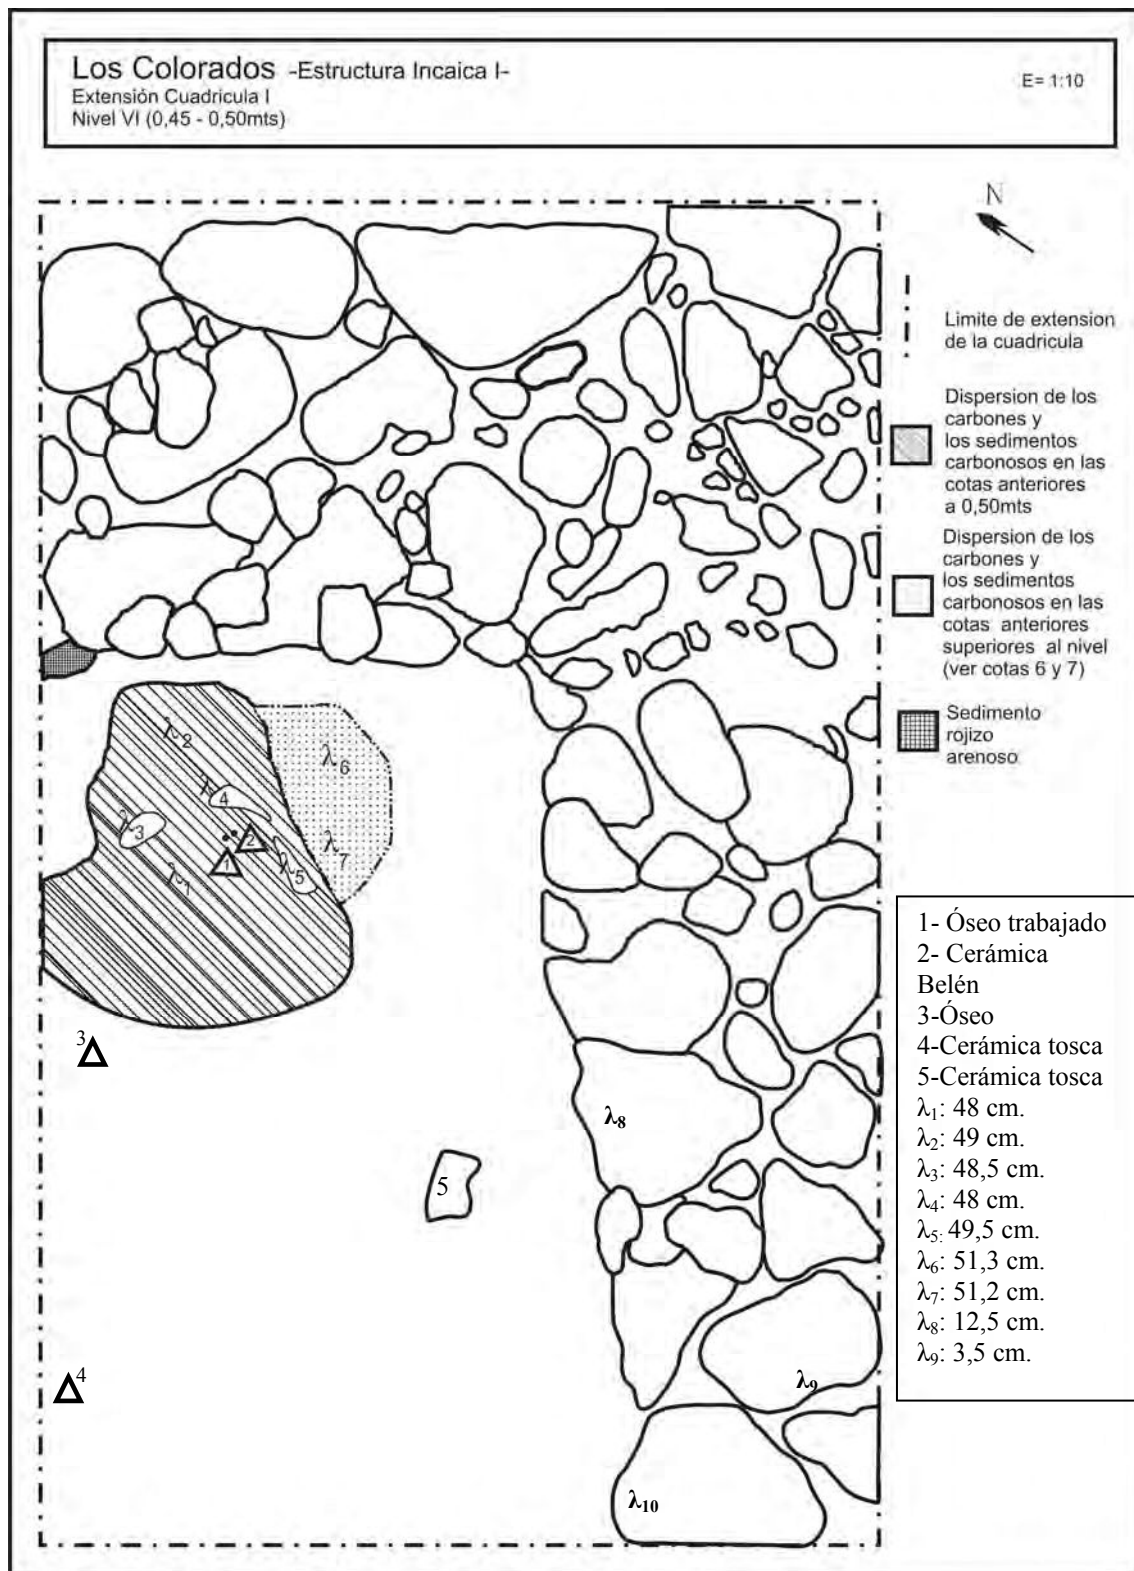 Los Colorados -Estructura Incaica I-
E= 1:10
Extensión Cuadricula I
Nivel VI (0,45 - 0,50mts)
N
Limite de extension
de la cuadricula
Dispersion de los
carbones y
los sedimentos
carbonosos en las
cotas anteriores
a 0,50mts
Dispersion de los
carbones y
los sedimentos
carbonosos en las
cotas anteriores
superiores al nivel
(ver cotas 6 y 7)
Sedimento
rojizo
arenoso
λ2
λ6
λ4
λ3
2
λ7
1
λ1
λ5
3
λ8
5
4
λ9
λ10
1- Óseo trabajado
2- Cerámica
Belén
3-Óseo
4-Cerámica tosca
5-Cerámica tosca
λ1: 48 cm.
λ2: 49 cm.
λ3: 48,5 cm.
λ4: 48 cm.
λ5: 49,5 cm.
λ6: 51,3 cm.
λ7: 51,2 cm.
λ8: 12,5 cm.
λ9: 3,5 cm.